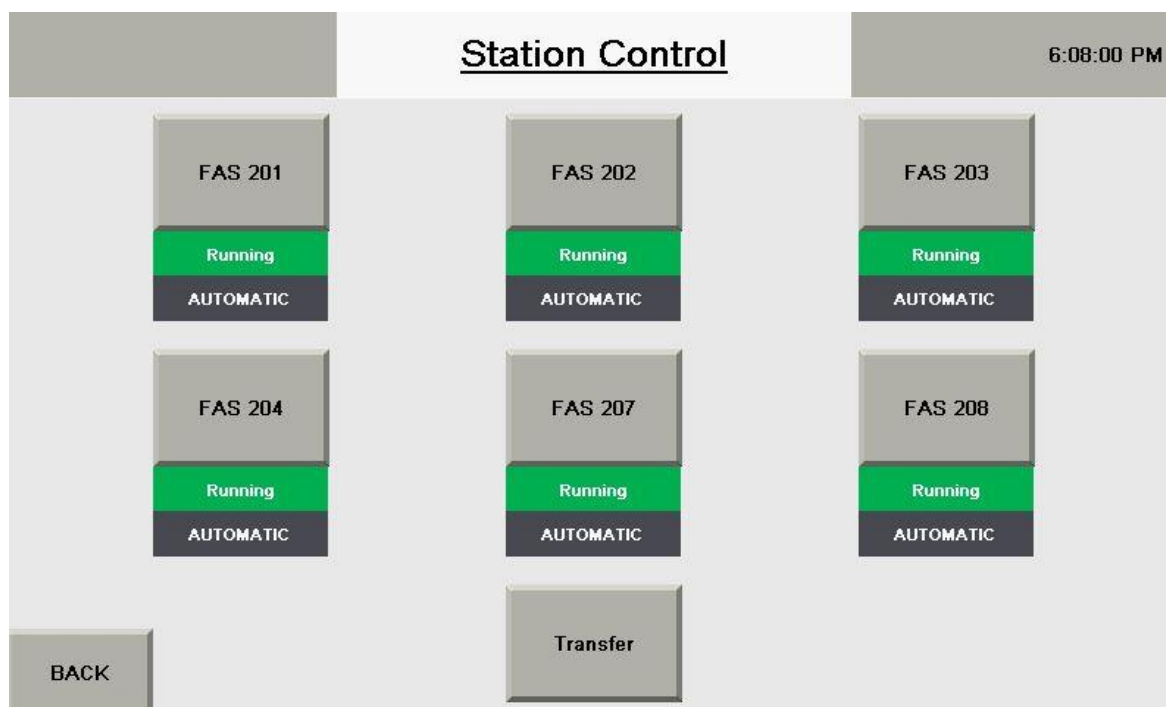 Station Control
6:08:00 PM
FAS 201
FAS 202
FAS 203
Running
Running
Running
AUTOMATIC
AUTOMATIC
AUTOMATIC
FAS 204
FAS 207
FAS 208
Running
Running
Running
AUTOMATIC
AUTOMATIC
AUTOMATIC
Transfer
BACK